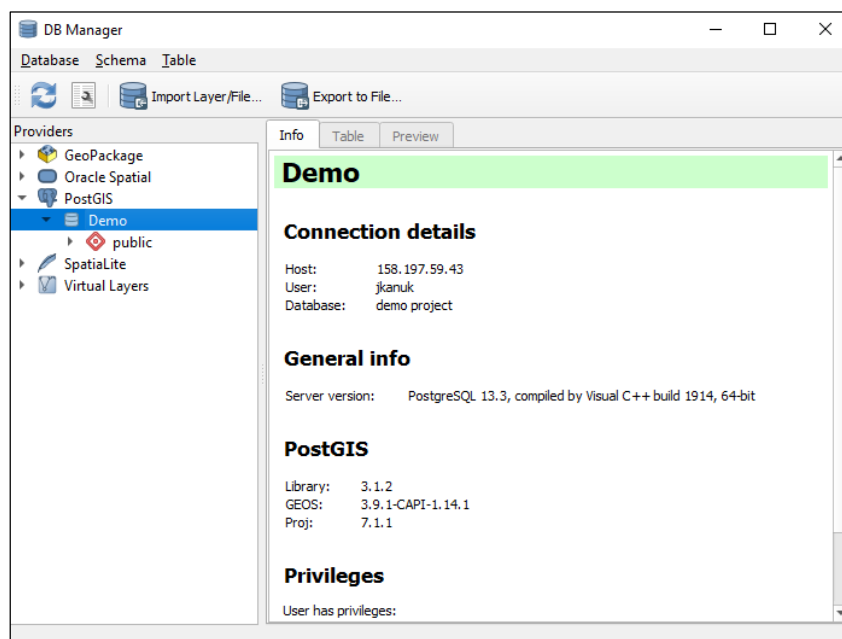 DB Manager
Database Schema Table
Import Layer/File... Export to File...
Providers
GeoPackage
Oracle Spatial
PostGIS
Demo
public
SpatiaLite
Virtual Layers
Info Table Preview
Demo
Connection details
Host: 158.197.59.43
User: jkanuk
Database: demo project
General info
Server version: PostgreSQL 13.3, compiled by Visual C++ build 1914, 64-bit
PostGIS
Library: 3.1.2
GEOS: 3.9.1-CAPI-1.14.1
Proj: 7.1.1
Privileges
User has privileges: